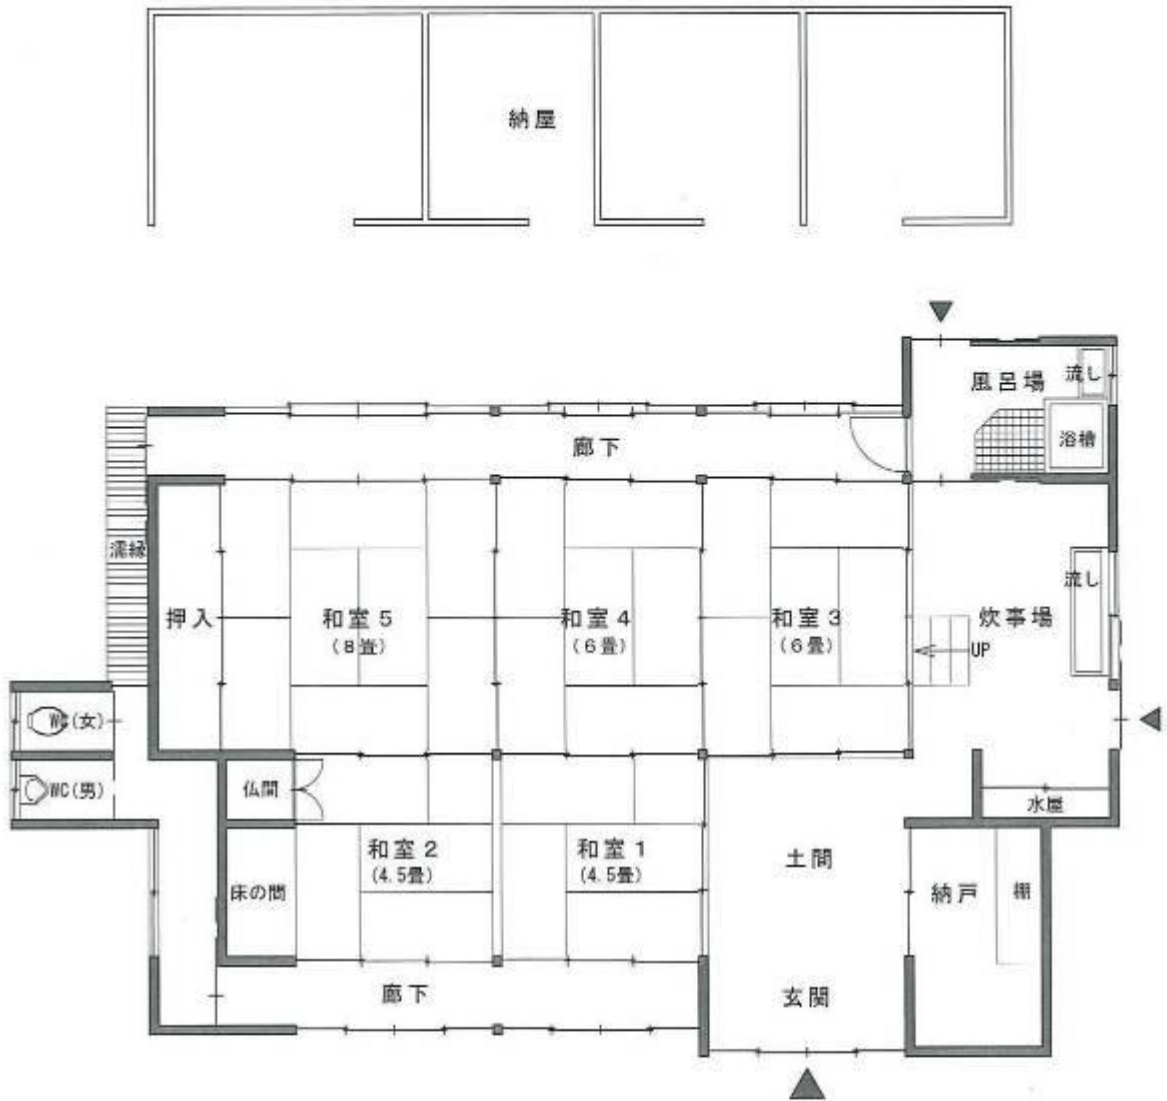 納屋
風呂場
流し
浴槽
廊下
濡縁
押入
和室5
(8畳)
和室4
(6畳)
和室3
(6畳)
炊事場
流し
UP
WC(女)
WC(男)
仏間
水屋
和室2
(4.5畳)
和室1
(4.5畳)
土間
床の間
納戸
棚
廊下
玄関